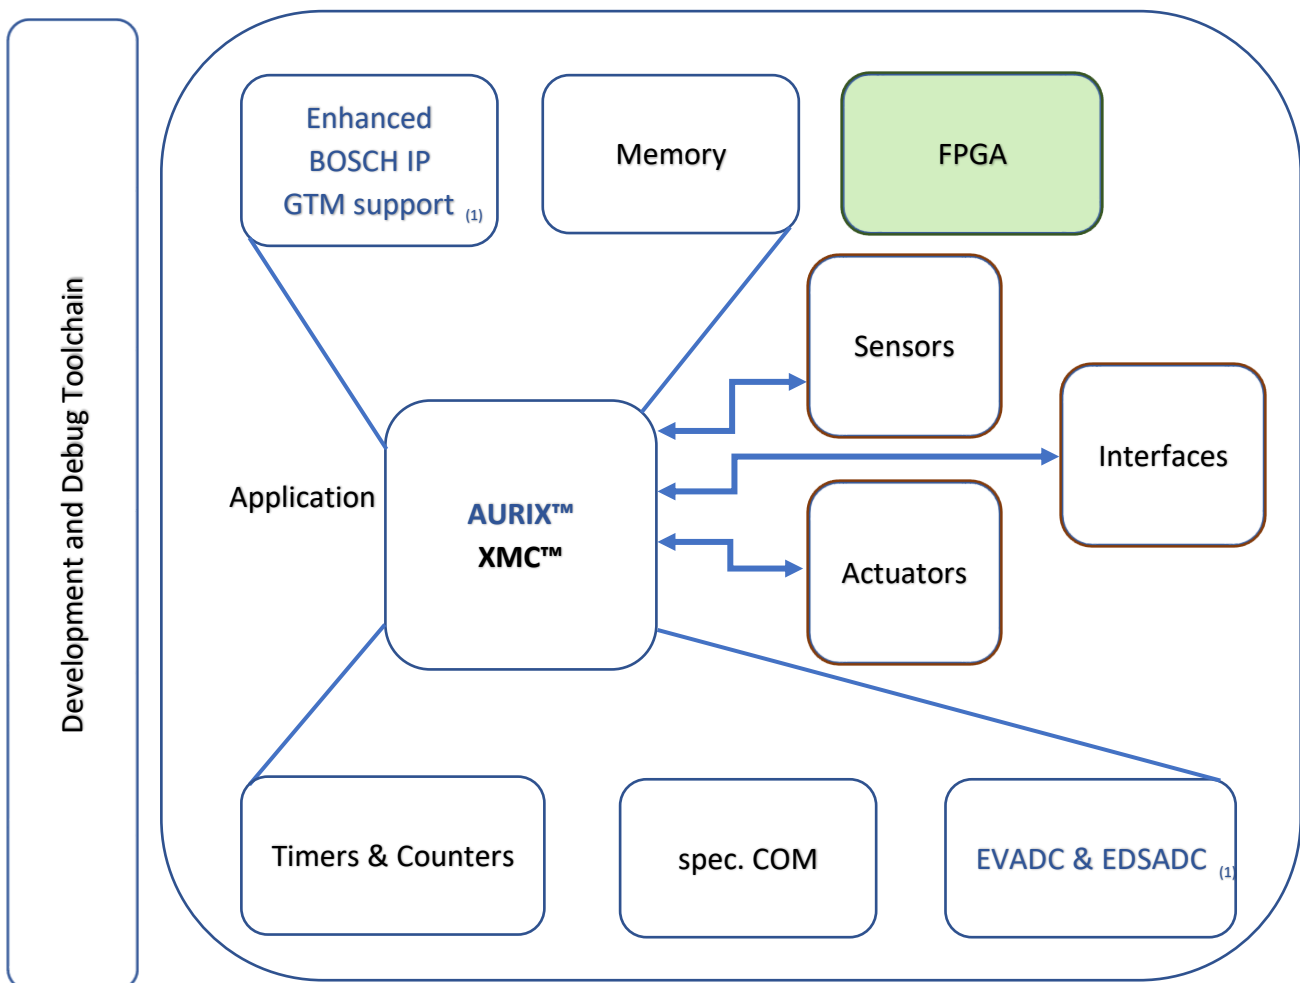 Development and Debug Toolchain
Enhanced
BOSCH IP
GTM support (1)
Memory
FPGA
Sensors
Interfaces
Application
AURIX™
XMC™
Actuators
Timers & Counters
spec. COM
EVADC & EDSADC (1)